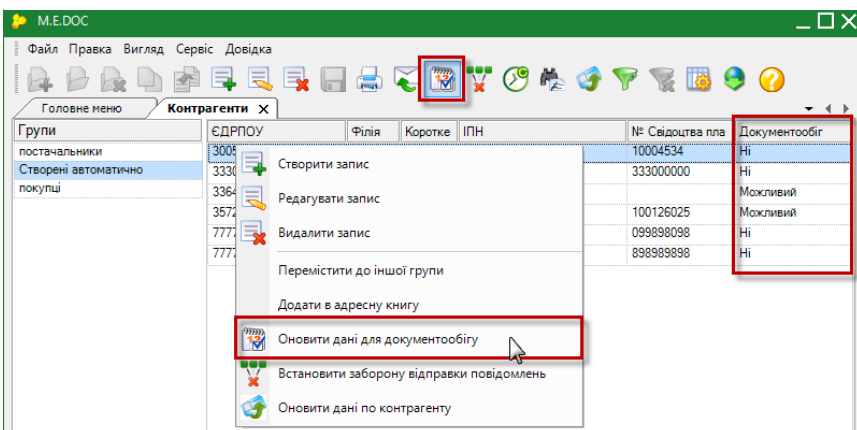 M.E.DOC
Файл Правка Вигляд Сервіс Довідка
Головне меню Контрагенти
Групи ЄДРПОУ Філія Коротке ІПН № Свідоцтва пла Документообіг
постачальники 10004534 Ні
Створені автоматично 333000000 Ні
покупці Можливий
100126025 Можливий
099898098 Ні
898989898 Ні
Створити запис
Редагувати запис
Видалити запис
Перемістити до іншої групи
Додати в адресну книгу
Оновити дані для документообігу
Встановити заборону відправки повідомлень
Оновити дані по контрагенту